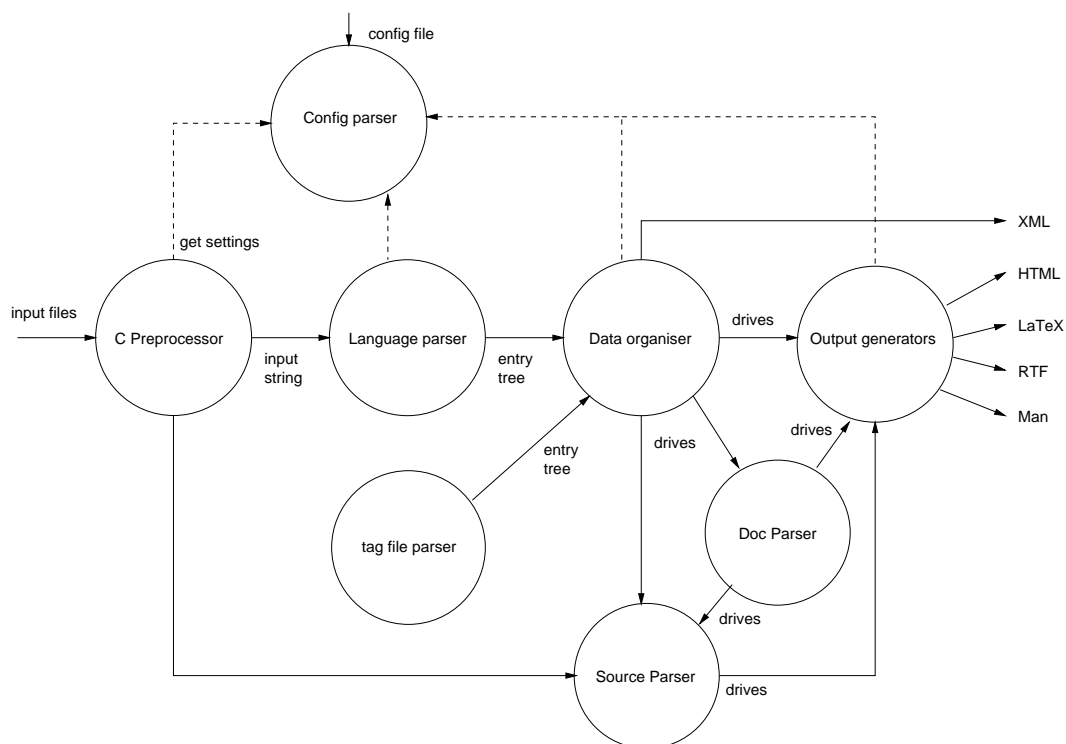 config file
Config parser
get settings
XML
HTML
input files
C Preprocessor
input
string
Language parser
entry
tree
Data organiser
drives
Output generators
LaTeX
RTF
Man
drives
drives
entry
tree
tag file parser
Doc Parser
drives
Source Parser
drives